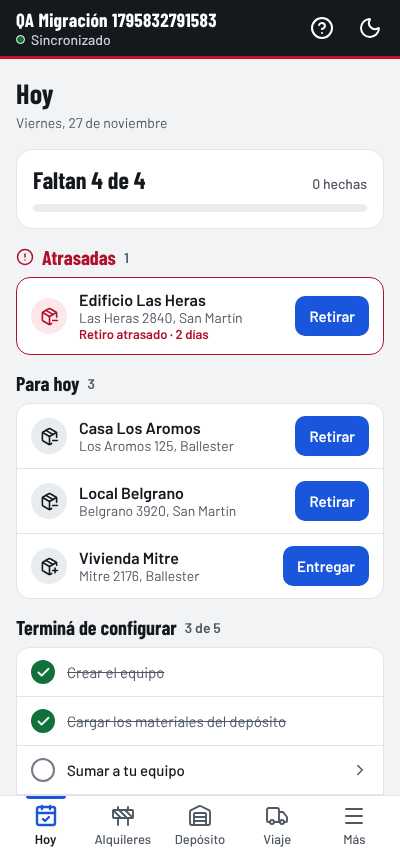 QA Migración 1795832791583
Sincronizado
Hoy
Viernes, 27 de noviembre
Faltan 4 de 4
0 hechas
Atrasadas 1
Edificio Las Heras
Las Heras 2840, San Martín
Retiro atrasado · 2 días
Retirar
Para hoy 3
Casa Los Aromos
Los Aromos 125, Ballester
Retirar
Local Belgrano
Belgrano 3920, San Martín
Retirar
Vivienda Mitre
Mitre 2176, Ballester
Entregar
Terminá de configurar 3 de 5
Crear el equipo
Cargar los materiales del depósito
Sumar a tu equipo
Hoy
Alquileres
Depósito
Viaje
Más